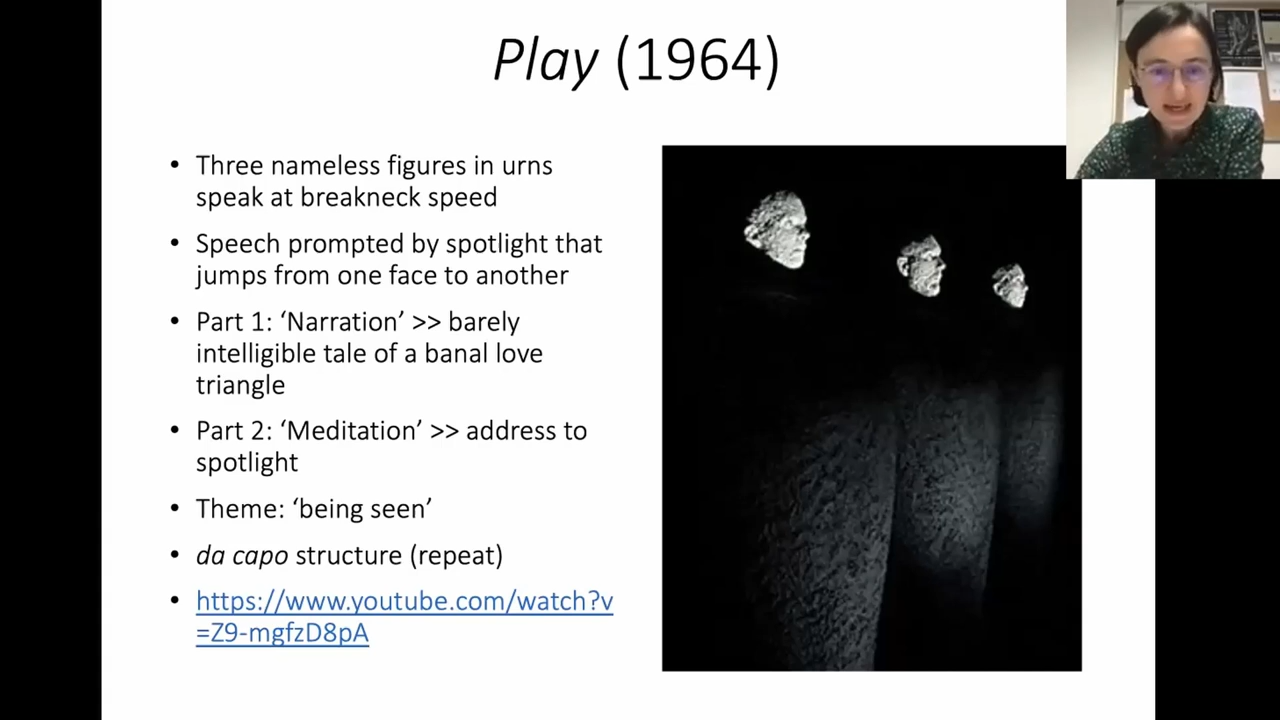 Play (1964)
• Three nameless figures in urns
speak at breakneck speed
• Speech prompted by spotlight that
jumps from one face to another
• Part 1: ‘Narration’ >> barely
intelligible tale of a banal love
triangle
• Part 2: ‘Meditation’ >> address to
spotlight
• Theme: ‘being seen’
• da capo structure (repeat)
• https://www.youtube.com/watch?v
=Z9-mgfzD8pA